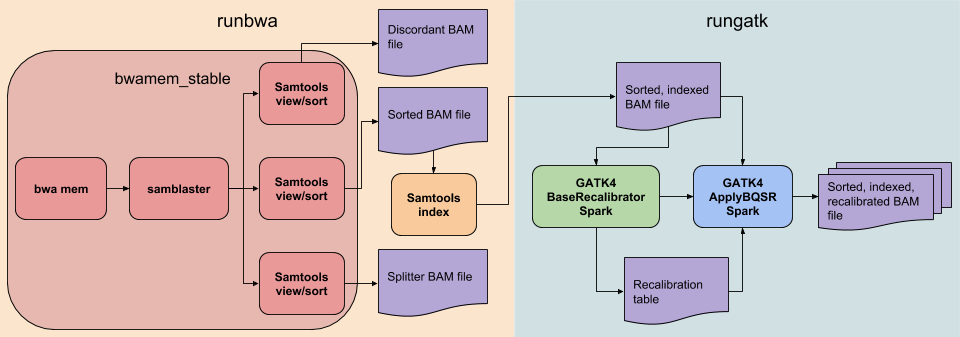 runbwa
rungatk
bwamem_stable
bwa mem
samblaster
Samtools
view/sort
Samtools
view/sort
Samtools
view/sort
Discordant BAM
file
Sorted BAM file
Samtools
index
Splitter BAM file
Sorted, indexed
BAM file
GATK4
BaseRecalibrator
Spark
GATK4
ApplyBQSR
Spark
Recalibration
table
Sorted, indexed,
recalibrated BAM
file